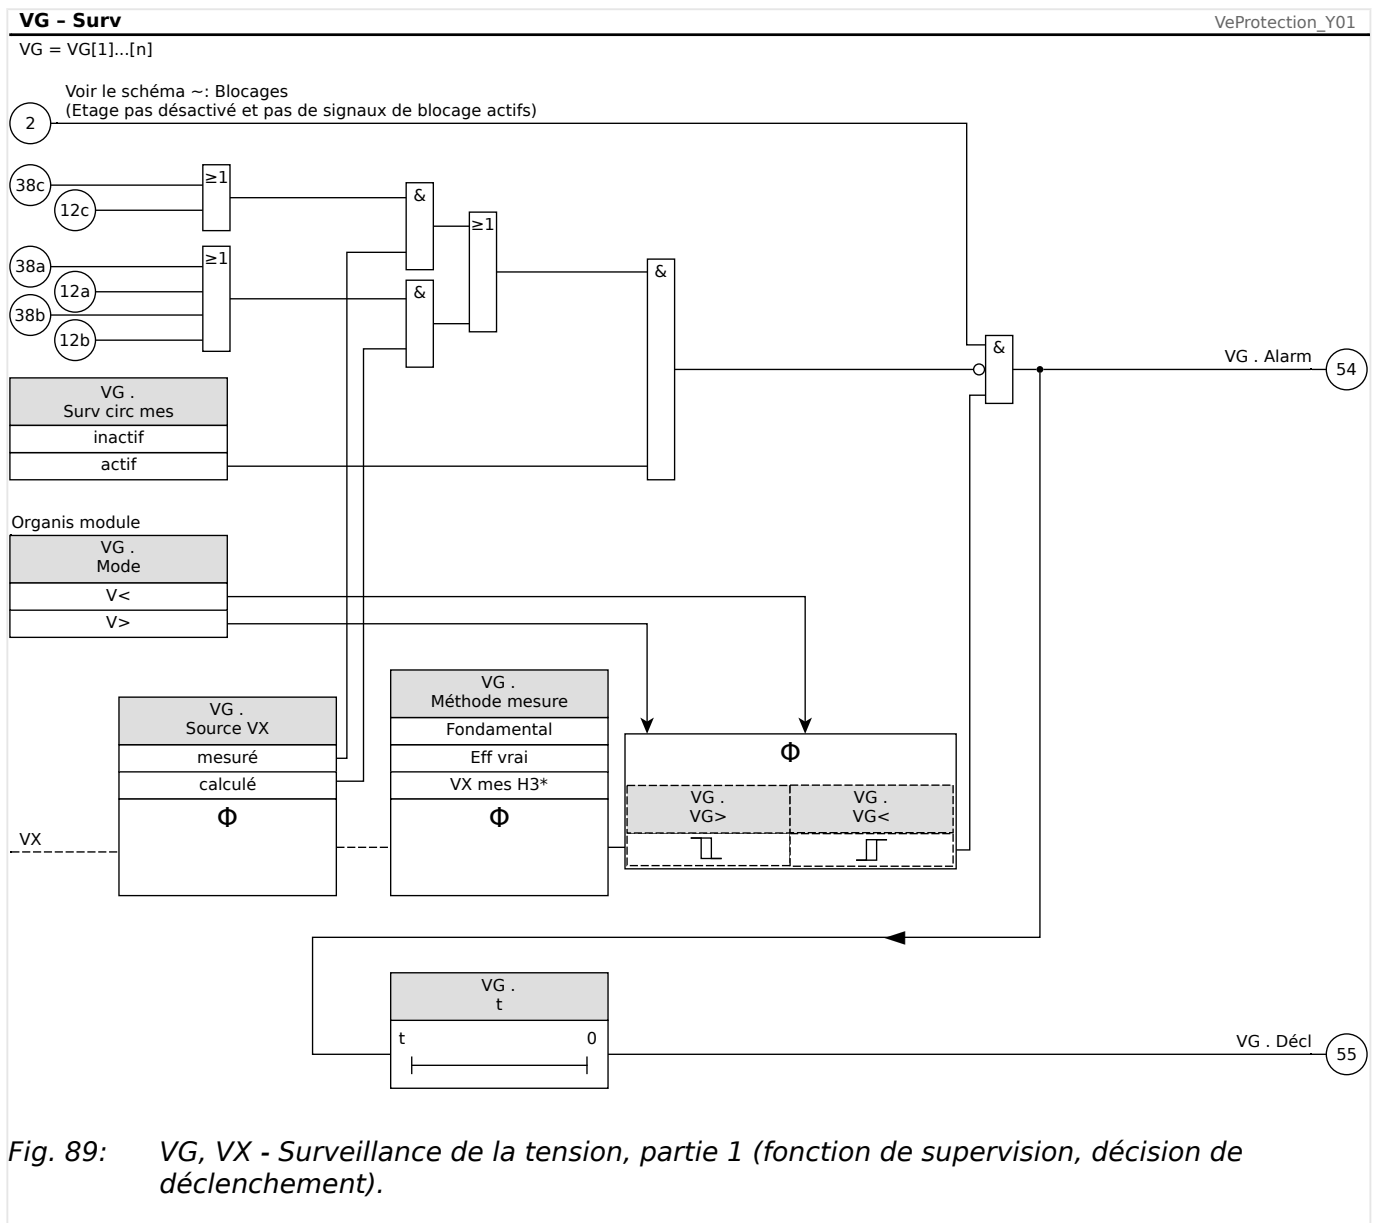 VG – Surv
VeProtection_Y01
VG = VG[1]...[n]
Voir le schéma ~: Blocages
(Etage pas désactivé et pas de signaux de blocage actifs)
2
38c
12c
≥1
&
≥1
38a
12a
38b
12b
≥1
&
&
&
VG . Alarm
54
VG .
Surv circ mes
inactif
actif
Organis module
VG .
Mode
V<
V>
VG .
Source VX
mesuré
calculé
Φ
VX
VG .
Méthode mesure
Fondamental
Eff vrai
VX mes H3*
Φ
Φ
VG .
VG>
VG .
VG<
VG .
t
t
0
VG . Décl
55
Fig. 89: VG, VX - Surveillance de la tension, partie 1 (fonction de supervision, décision de
déclenchement).